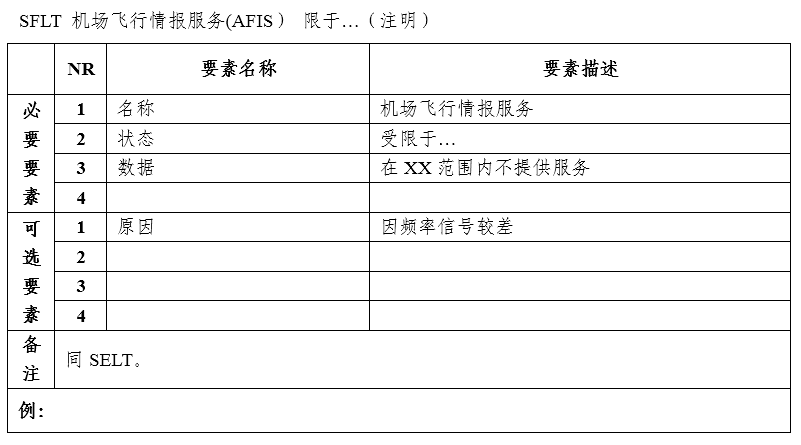 SFLT 机场飞行情报服务(AFIS） 限于…（注明）
NR 要素名称 要素描述
必要要素
1 名称 机场飞行情报服务
2 状态 受限于…
3 数据 在 XX 范围内不提供服务
4
可选要素
1 原因 因频率信号较差
2
3
4
备注 同 SELT。
例: